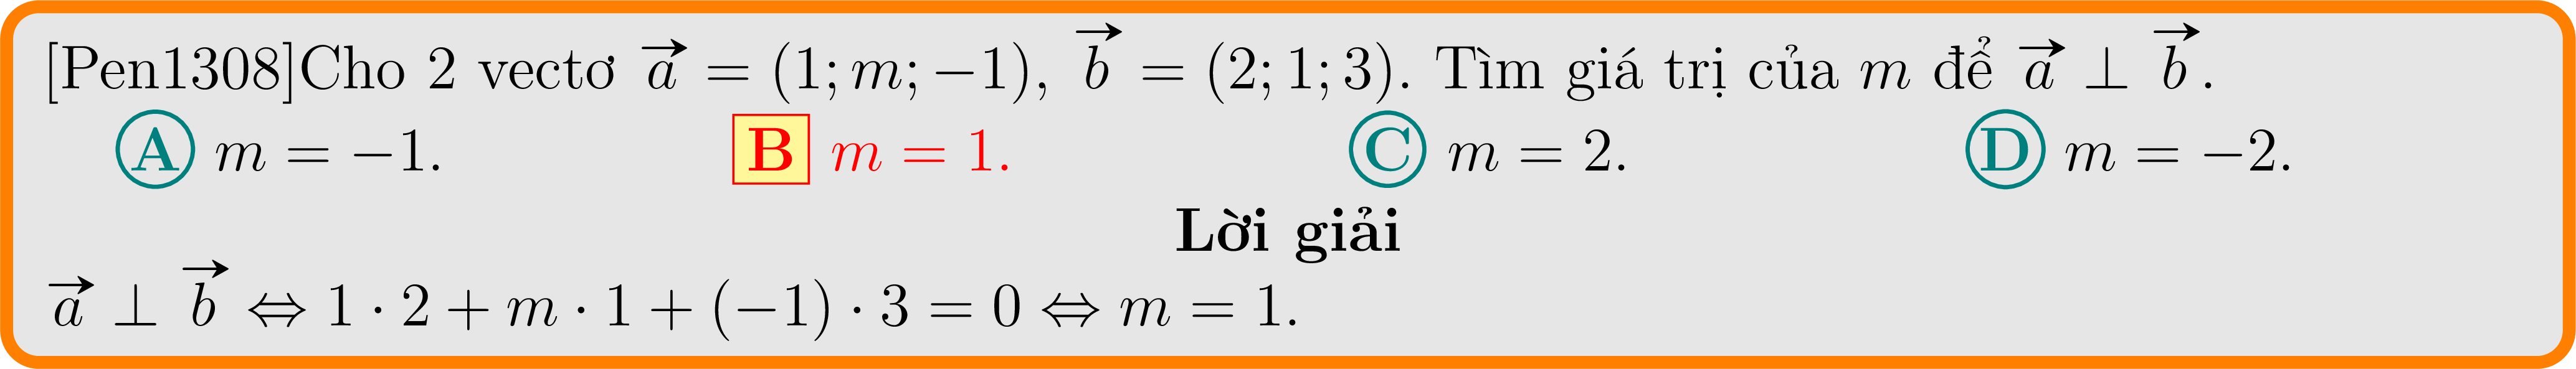 [Pen1308]Cho 2 vectơ $\overrightarrow{a} = (1; m; -1)$, $\overrightarrow{b} = (2; 1; 3)$. Tìm giá trị của $m$ để $\overrightarrow{a} \perp \overrightarrow{b}$.
A $m = -1$. B $m = 1$. C $m = 2$. D $m = -2$.
Lời giải
$\overrightarrow{a} \perp \overrightarrow{b} \Leftrightarrow 1 \cdot 2 + m \cdot 1 + (-1) \cdot 3 = 0 \Leftrightarrow m = 1$.